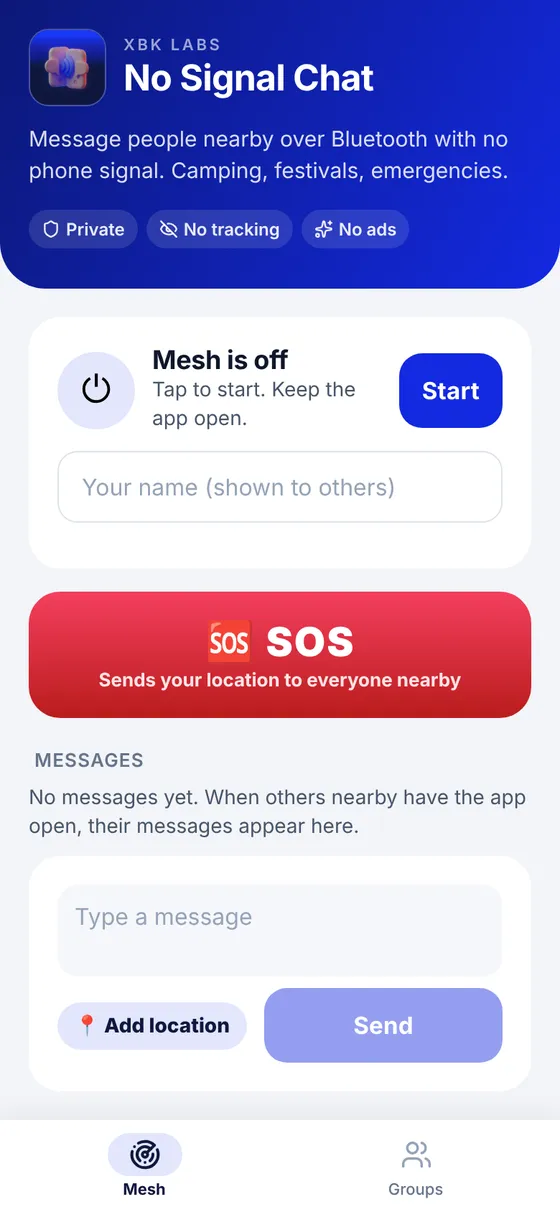 XBK LABS
No Signal Chat
Message people nearby over Bluetooth with no
phone signal. Camping, festivals, emergencies.
Private
No tracking
No ads
Mesh is off
Tap to start. Keep the
app open.
Start
Your name (shown to others)
🆘 SOS
Sends your location to everyone nearby
MESSAGES
No messages yet. When others nearby have the app
open, their messages appear here.
Type a message
📍 Add location
Send
Mesh
Groups